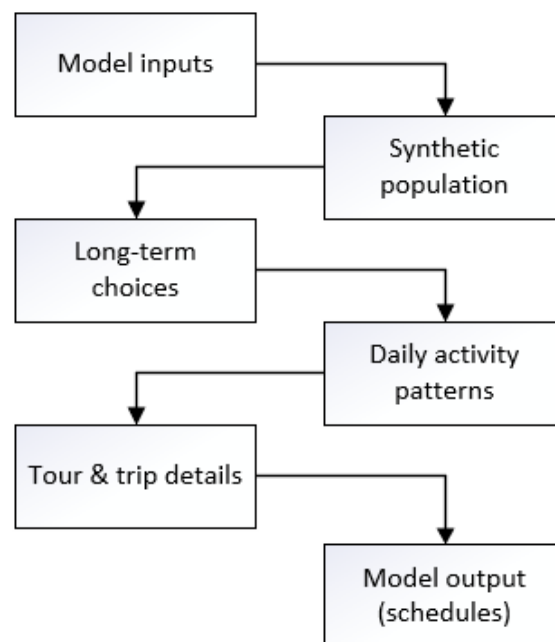 Model inputs
Synthetic
population
Long-term
choices
Daily activity
patterns
Tour & trip details
Model output
(schedules)